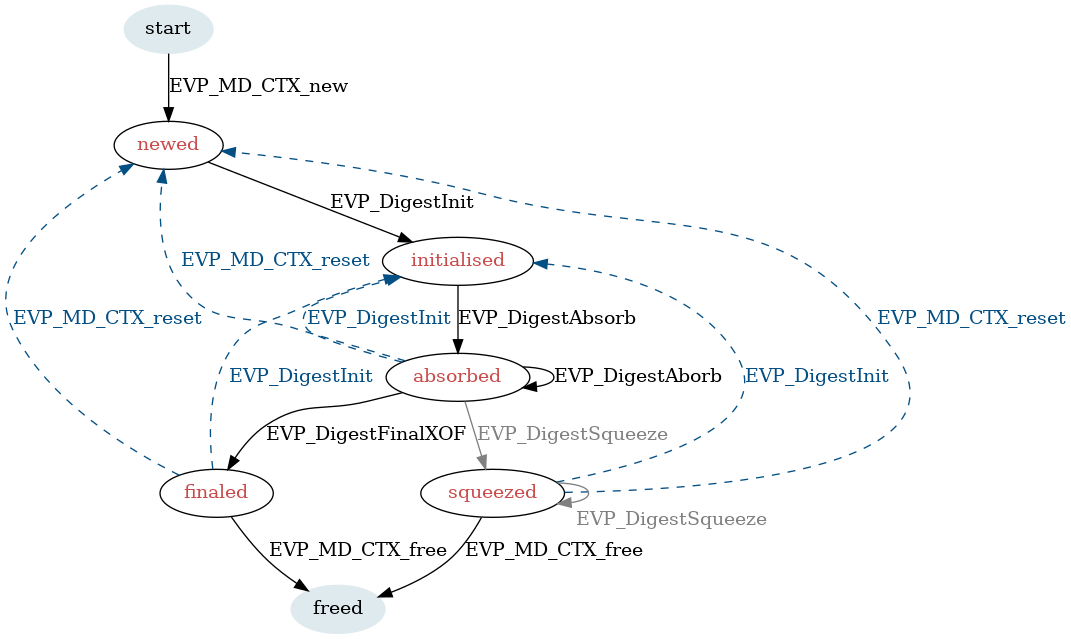 start
EVP_MD_CTX_new
newed
EVP_DigestInit
initialised
EVP_MD_CTX_reset
EVP_MD_CTX_reset
EVP_DigestInit
EVP_DigestAbsorb
EVP_MD_CTX_reset
EVP_DigestInit
absorbed
EVP_DigestAborb
EVP_DigestInit
EVP_DigestFinalXOF
EVP_DigestSqueeze
finaled
squeezed
EVP_DigestSqueeze
EVP_MD_CTX_free
EVP_MD_CTX_free
freed